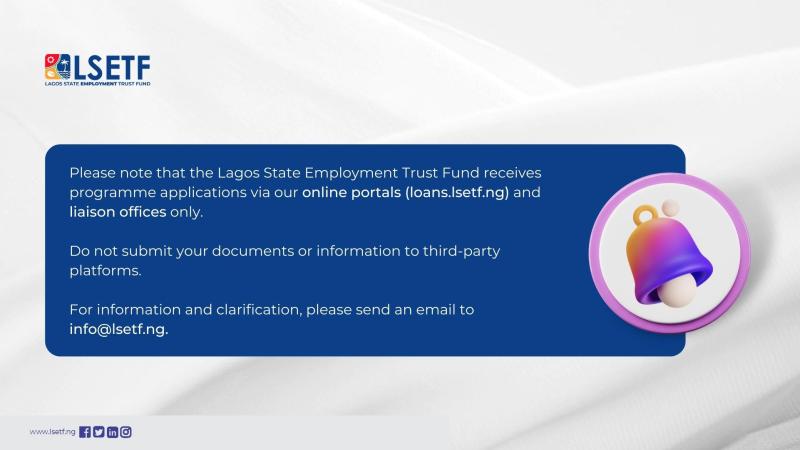 LSETF
LAGOS STATE EMPLOYMENT TRUST FUND
Please note that the Lagos State Employment Trust Fund receives
programme applications via our online portals (loans.lsetf.ng) and
liaison offices only.
Do not submit your documents or information to third-party
platforms.
For information and clarification, please send an email to
info@lsetf.ng.
www.lsetf.ng